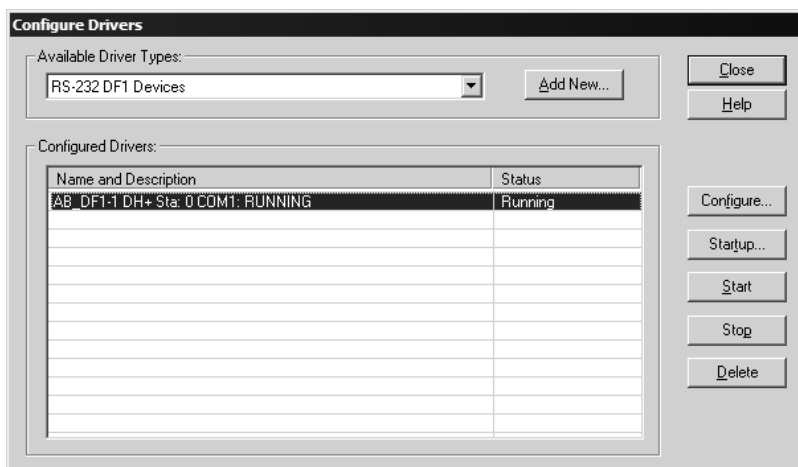 Configure Drivers
Available Driver Types:
RS-232 DF1 Devices
Add New...
Close
Help
Configured Drivers:
Name and Description Status
AB_DF1-1 DH+ Sta: 0 COM1: RUNNING Running
Configure...
Startup...
Start
Stop
Delete